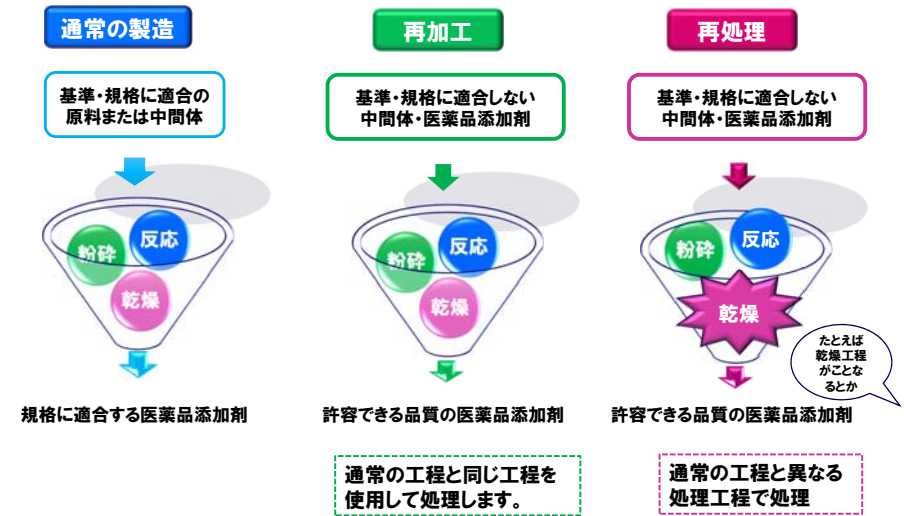 通常の製造
再加工
再処理
基準・規格に適合の
原料または中間体
基準・規格に適合しない
中間体・医薬品添加剤
基準・規格に適合しない
中間体・医薬品添加剤
粉砕
反応
乾燥
粉砕
反応
乾燥
粉砕
反応
乾燥
たとえば
乾燥工程
がことな
るとか
規格に適合する医薬品添加剤
許容できる品質の医薬品添加剤
許容できる品質の医薬品添加剤
通常の工程と同じ工程を
使用して処理します。
通常の工程と異なる
処理工程で処理